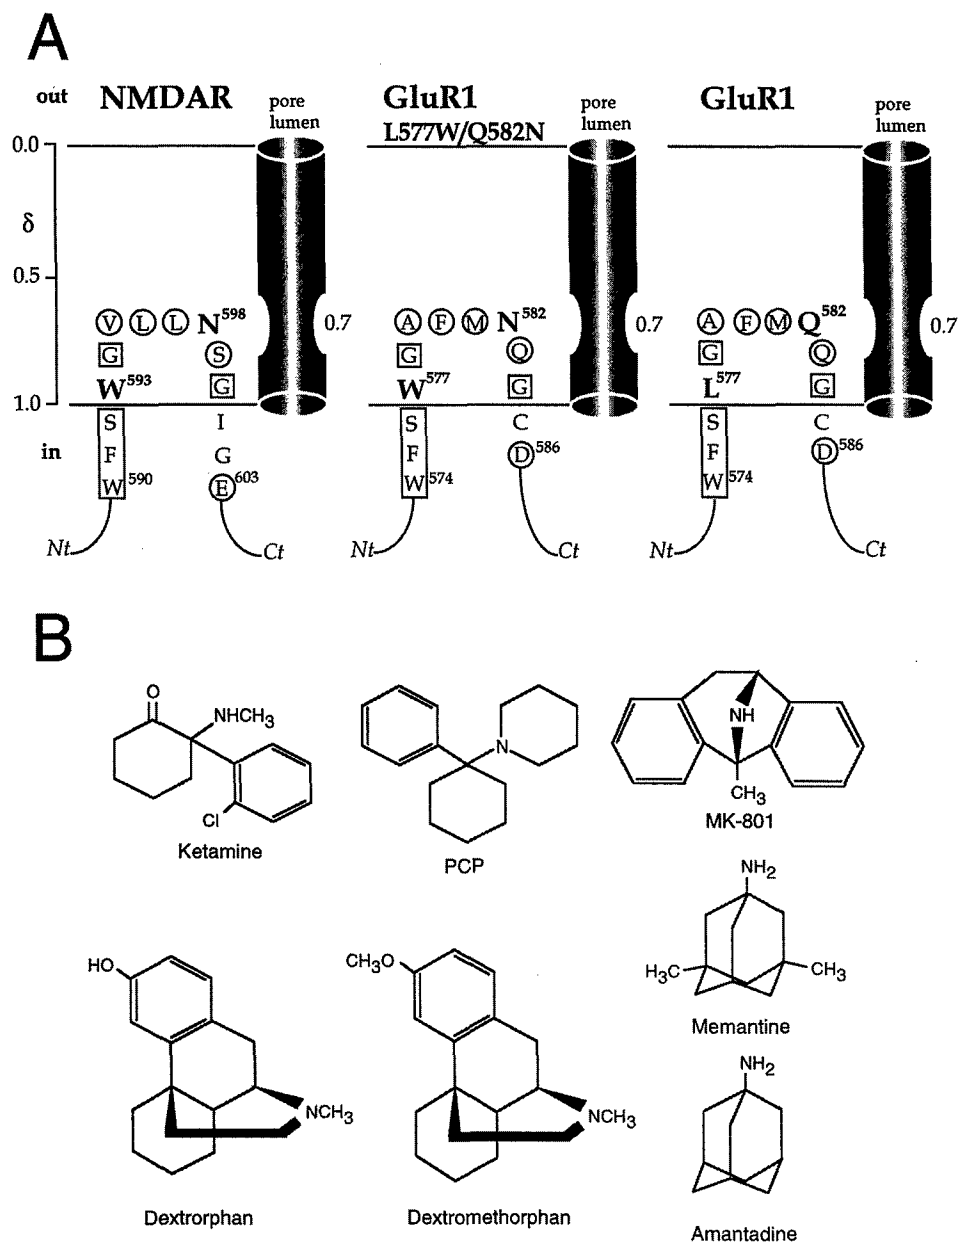 A
out NMDAR pore lumen GluR1 L577W/Q582N pore lumen GluR1 pore lumen
0.0
δ
0.5
V L L N598 0.7 A F M N582 0.7 A F M Q582 0.7
G S G Q G Q
W593 G W577 G L577 G
1.0
S I S C S C
in F G F D586 F D586
W590 E603 W574 W574
Nt Ct Nt Ct Nt Ct
B
O
NHCH3
Cl
Ketamine
N
PCP
NH
CH3
MK-801
NH2
H3C CH3
Memantine
HO
NCH3
Dextrorphan
CH3O
NCH3
Dextromethorphan
NH2
Amantadine